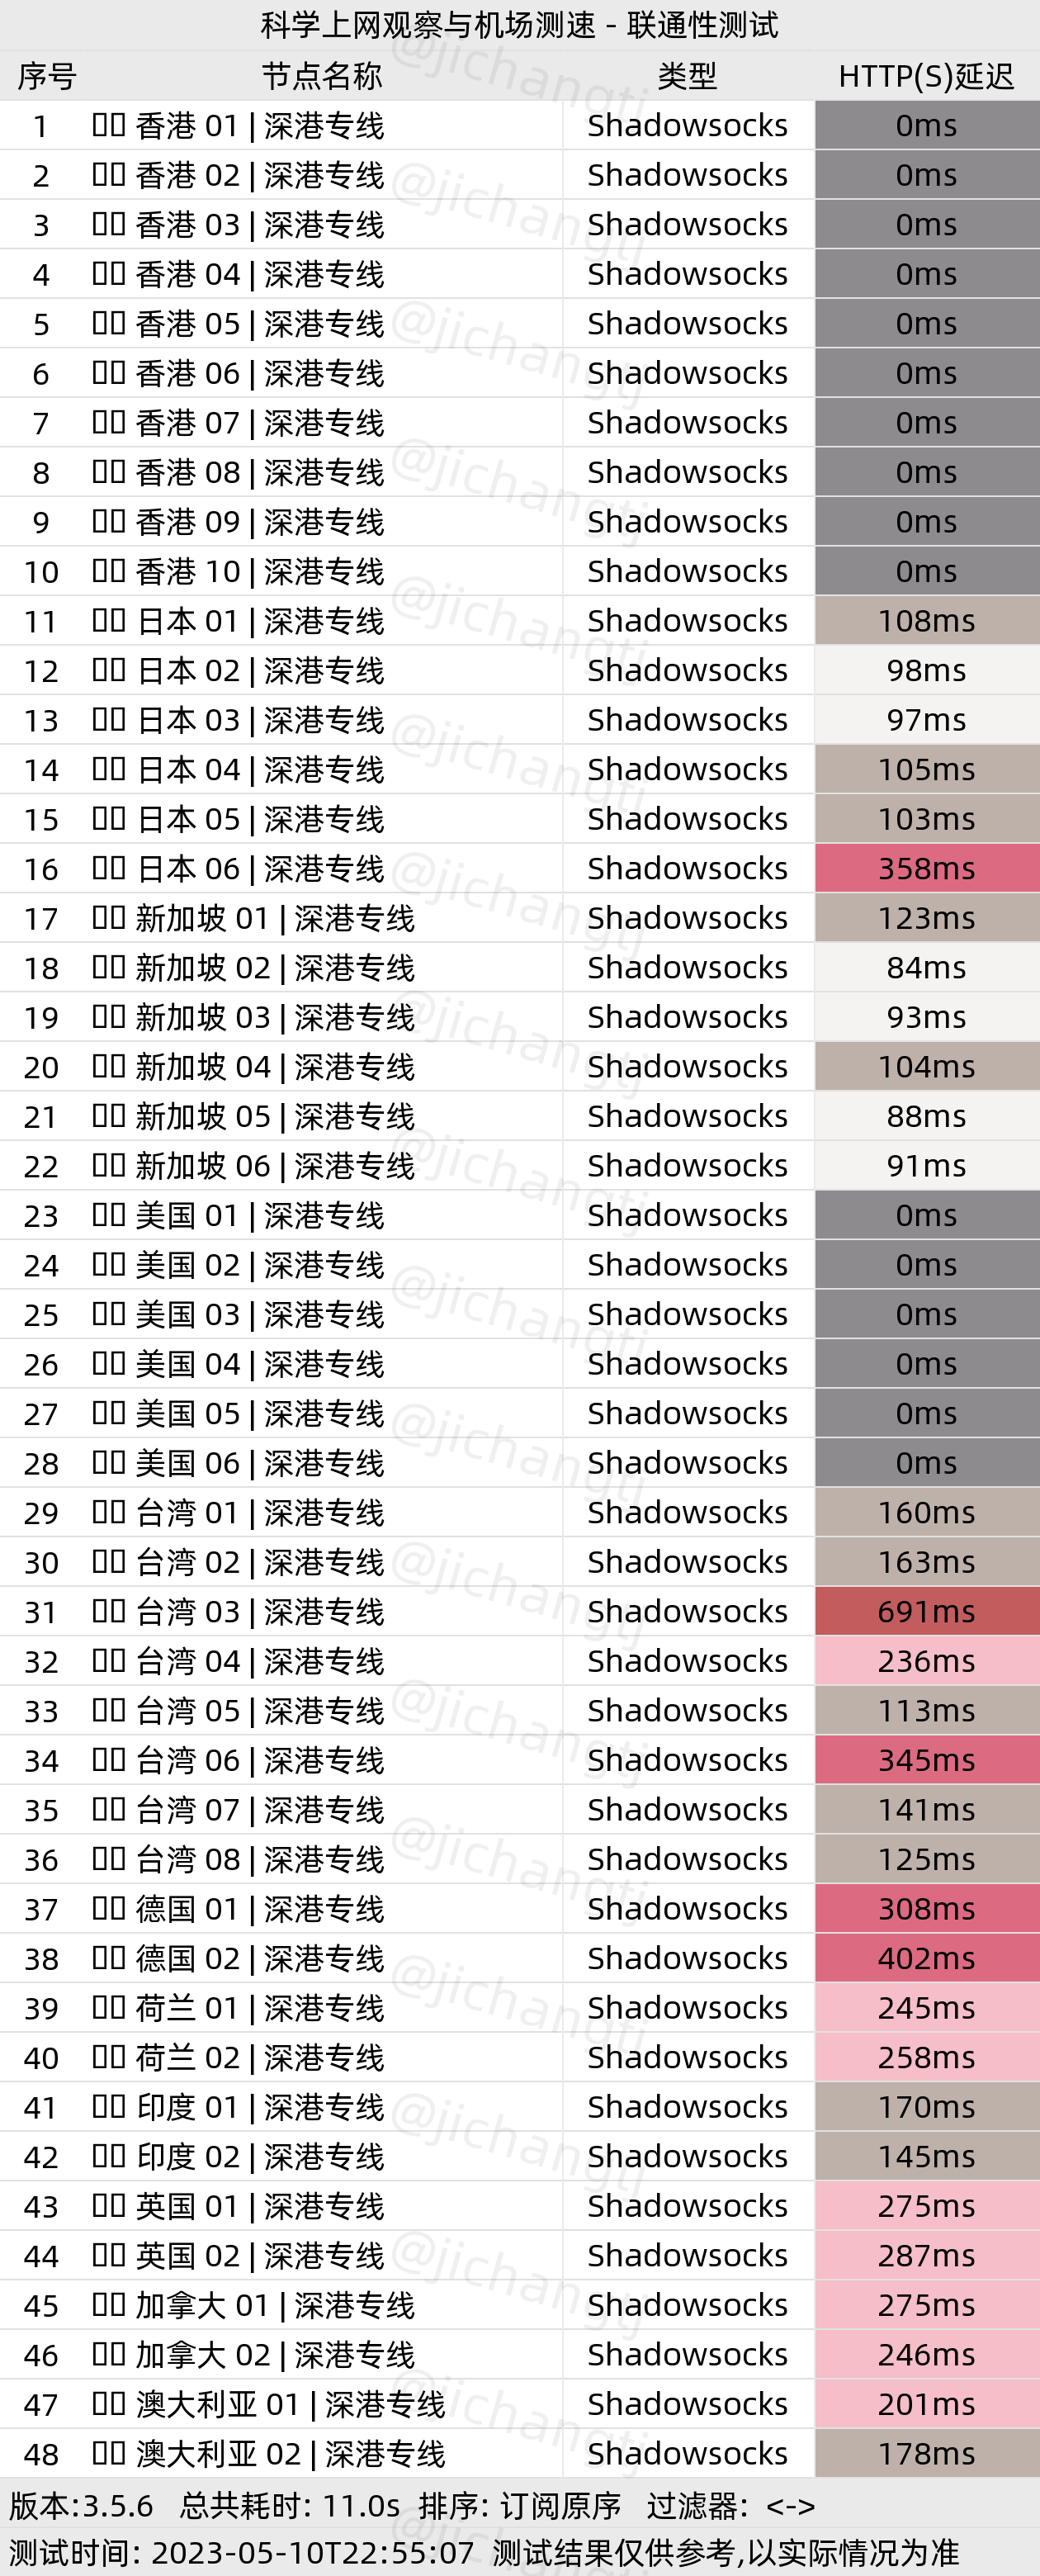 科学上网观察与机场测速 - 联通性测试
序号 节点名称 类型 HTTP(S)延迟
1 香港 01 | 深港专线 Shadowsocks 0ms
2 香港 02 | 深港专线 Shadowsocks 0ms
3 香港 03 | 深港专线 Shadowsocks 0ms
4 香港 04 | 深港专线 Shadowsocks 0ms
5 香港 05 | 深港专线 Shadowsocks 0ms
6 香港 06 | 深港专线 Shadowsocks 0ms
7 香港 07 | 深港专线 Shadowsocks 0ms
8 香港 08 | 深港专线 Shadowsocks 0ms
9 香港 09 | 深港专线 Shadowsocks 0ms
10 香港 10 | 深港专线 Shadowsocks 0ms
11 日本 01 | 深港专线 Shadowsocks 108ms
12 日本 02 | 深港专线 Shadowsocks 98ms
13 日本 03 | 深港专线 Shadowsocks 97ms
14 日本 04 | 深港专线 Shadowsocks 105ms
15 日本 05 | 深港专线 Shadowsocks 103ms
16 日本 06 | 深港专线 Shadowsocks 358ms
17 新加坡 01 | 深港专线 Shadowsocks 123ms
18 新加坡 02 | 深港专线 Shadowsocks 84ms
19 新加坡 03 | 深港专线 Shadowsocks 93ms
20 新加坡 04 | 深港专线 Shadowsocks 104ms
21 新加坡 05 | 深港专线 Shadowsocks 88ms
22 新加坡 06 | 深港专线 Shadowsocks 91ms
23 美国 01 | 深港专线 Shadowsocks 0ms
24 美国 02 | 深港专线 Shadowsocks 0ms
25 美国 03 | 深港专线 Shadowsocks 0ms
26 美国 04 | 深港专线 Shadowsocks 0ms
27 美国 05 | 深港专线 Shadowsocks 0ms
28 美国 06 | 深港专线 Shadowsocks 0ms
29 台湾 01 | 深港专线 Shadowsocks 160ms
30 台湾 02 | 深港专线 Shadowsocks 163ms
31 台湾 03 | 深港专线 Shadowsocks 691ms
32 台湾 04 | 深港专线 Shadowsocks 236ms
33 台湾 05 | 深港专线 Shadowsocks 113ms
34 台湾 06 | 深港专线 Shadowsocks 345ms
35 台湾 07 | 深港专线 Shadowsocks 141ms
36 台湾 08 | 深港专线 Shadowsocks 125ms
37 德国 01 | 深港专线 Shadowsocks 308ms
38 德国 02 | 深港专线 Shadowsocks 402ms
39 荷兰 01 | 深港专线 Shadowsocks 245ms
40 荷兰 02 | 深港专线 Shadowsocks 258ms
41 印度 01 | 深港专线 Shadowsocks 170ms
42 印度 02 | 深港专线 Shadowsocks 145ms
43 英国 01 | 深港专线 Shadowsocks 275ms
44 英国 02 | 深港专线 Shadowsocks 287ms
45 加拿大 01 | 深港专线 Shadowsocks 275ms
46 加拿大 02 | 深港专线 Shadowsocks 246ms
47 澳大利亚 01 | 深港专线 Shadowsocks 201ms
48 澳大利亚 02 | 深港专线 Shadowsocks 178ms
版本:3.5.6 总共耗时: 11.0s 排序: 订阅原序 过滤器: <->
测试时间: 2023-05-10T22:55:07 测试结果仅供参考,以实际情况为准
@jichangtj